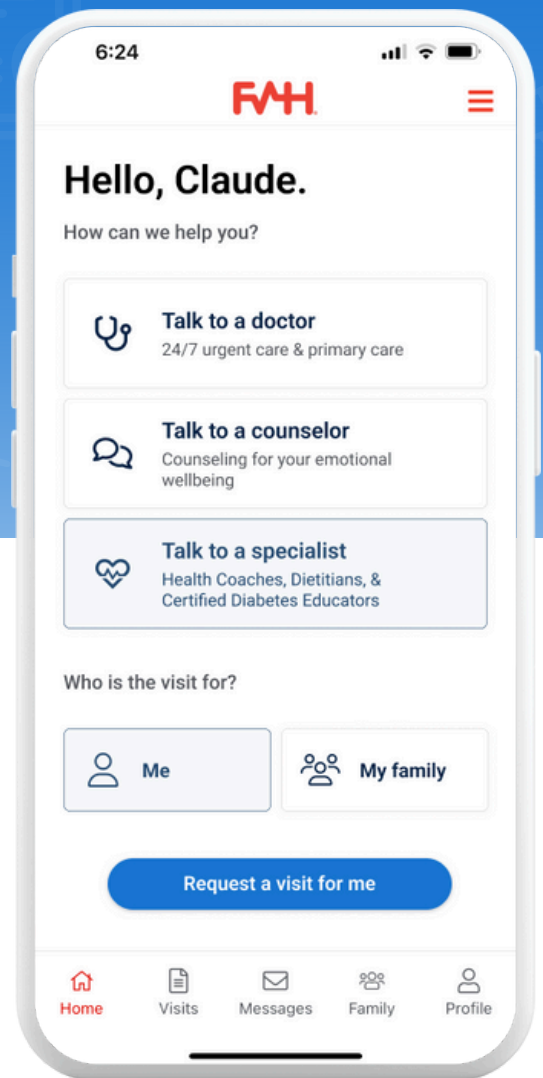 6:24
FAH
Hello, Claude.
How can we help you?
Talk to a doctor
24/7 urgent care & primary care
Talk to a counselor
Counseling for your emotional
wellbeing
Talk to a specialist
Health Coaches, Dietitians, &
Certified Diabetes Educators
Who is the visit for?
Me
My family
Request a visit for me
Home
Visits
Messages
Family
Profile